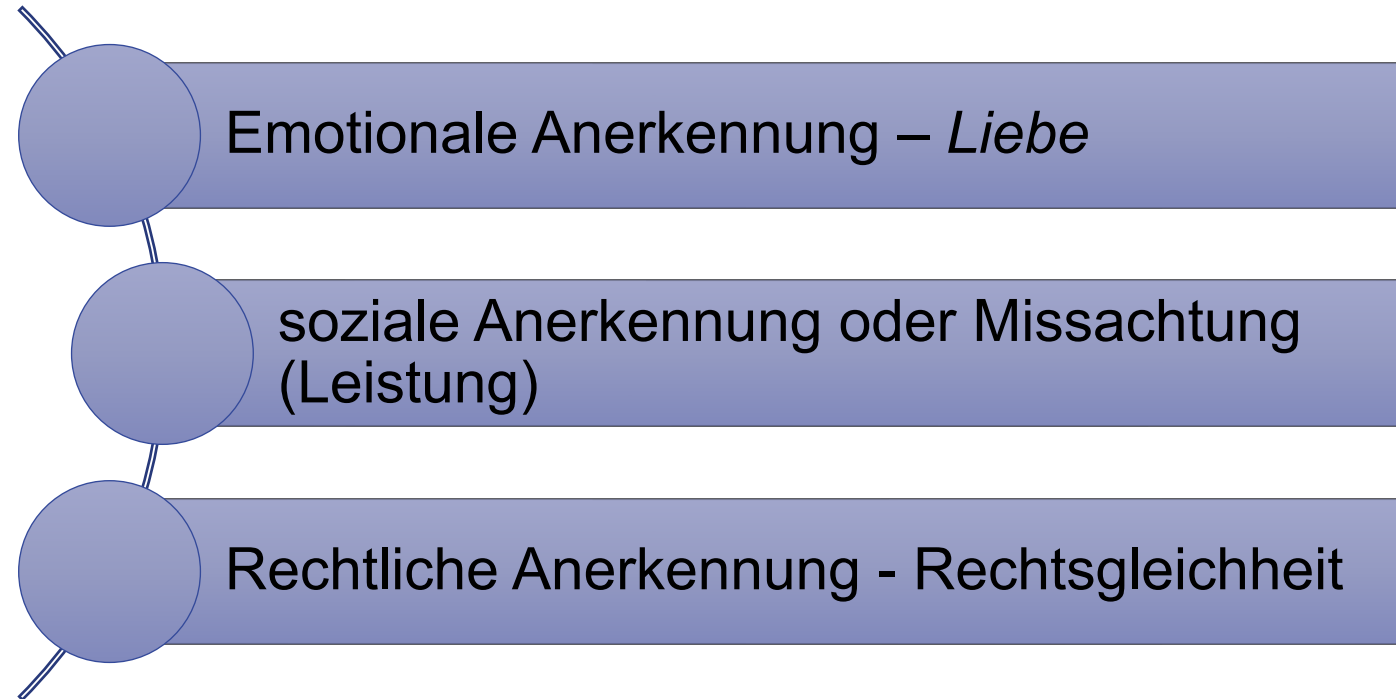 Emotionale Anerkennung – Liebe
soziale Anerkennung oder Missachtung
(Leistung)
Rechtliche Anerkennung - Rechtsgleichheit